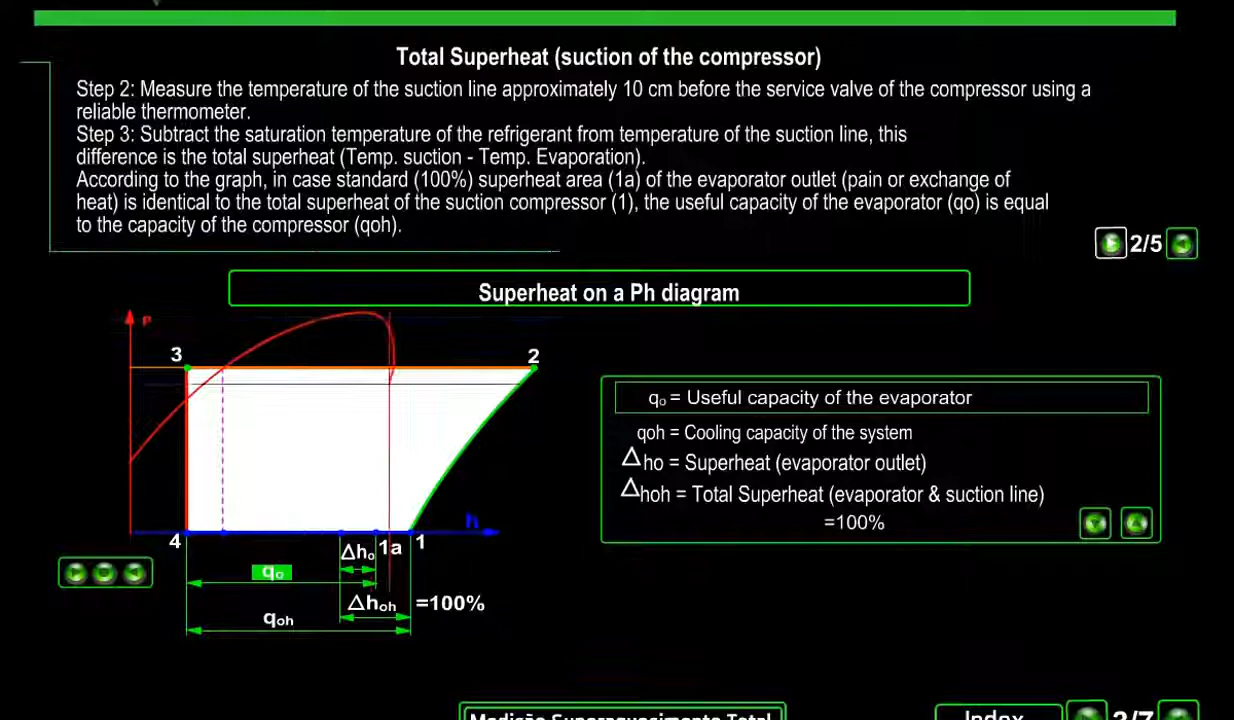 Total Superheat (suction of the compressor)
Step 2: Measure the temperature of the suction line approximately 10 cm before the service valve of the compressor using a
reliable thermometer.
Step 3: Subtract the saturation temperature of the refrigerant from temperature of the suction line, this
difference is the total superheat (Temp. suction - Temp. Evaporation).
According to the graph, in case standard (100%) superheat area (1a) of the evaporator outlet (pain or exchange of
heat) is identical to the total superheat of the suction compressor (1), the useful capacity of the evaporator (qo) is equal
to the capacity of the compressor (qoh).
2/5
Superheat on a Ph diagram
P
3
2
h
4
Δho
1a
1
qo
Δhoh =100%
qoh
qo = Useful capacity of the evaporator
qoh = Cooling capacity of the system
Δho = Superheat (evaporator outlet)
Δhoh = Total Superheat (evaporator & suction line)
=100%
Medição Superaquecimento Total
Index